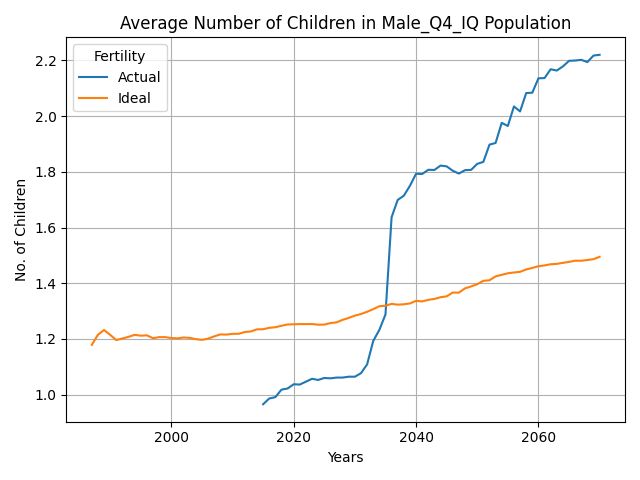 Average Number of Children in Male_Q4_IQ Population
Fertility
Actual
Ideal
No. of Children
2.2
2.0
1.8
1.6
1.4
1.2
1.0
2000
2020
2040
2060
Years